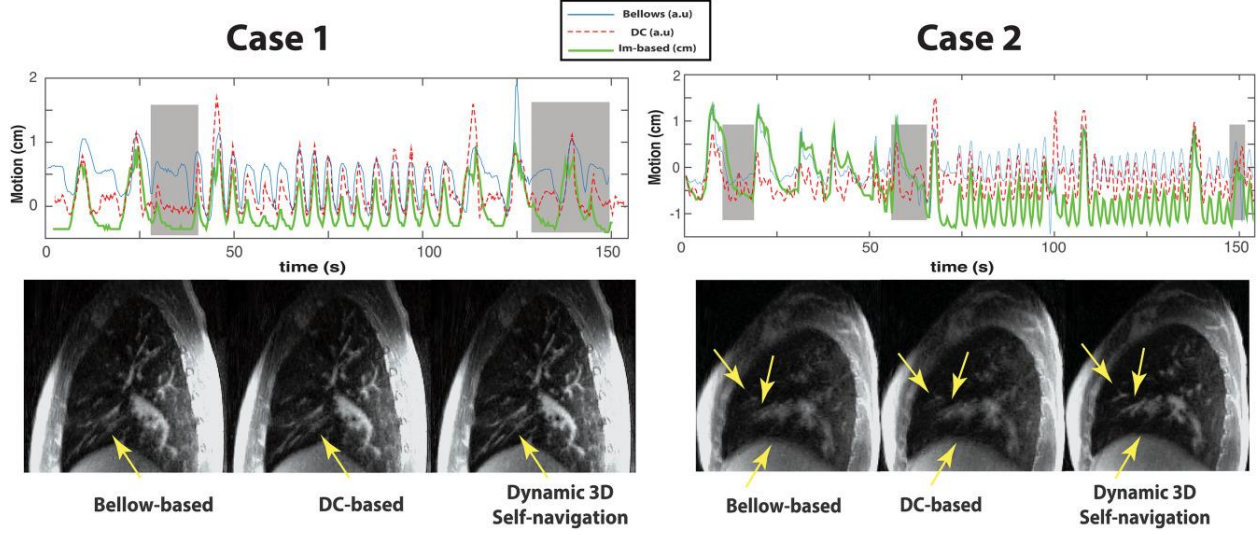 Case 1
Bellows (a.u)
DC (a.u)
Im-based (cm)
Case 2
Motion (cm)
2
1
0
0
50
100
150
time (s)
Motion (cm)
2
1
0
-1
0
50
100
150
time (s)
Bellow-based
DC-based
Dynamic 3D
Self-navigation
Bellow-based
DC-based
Dynamic 3D
Self-navigation